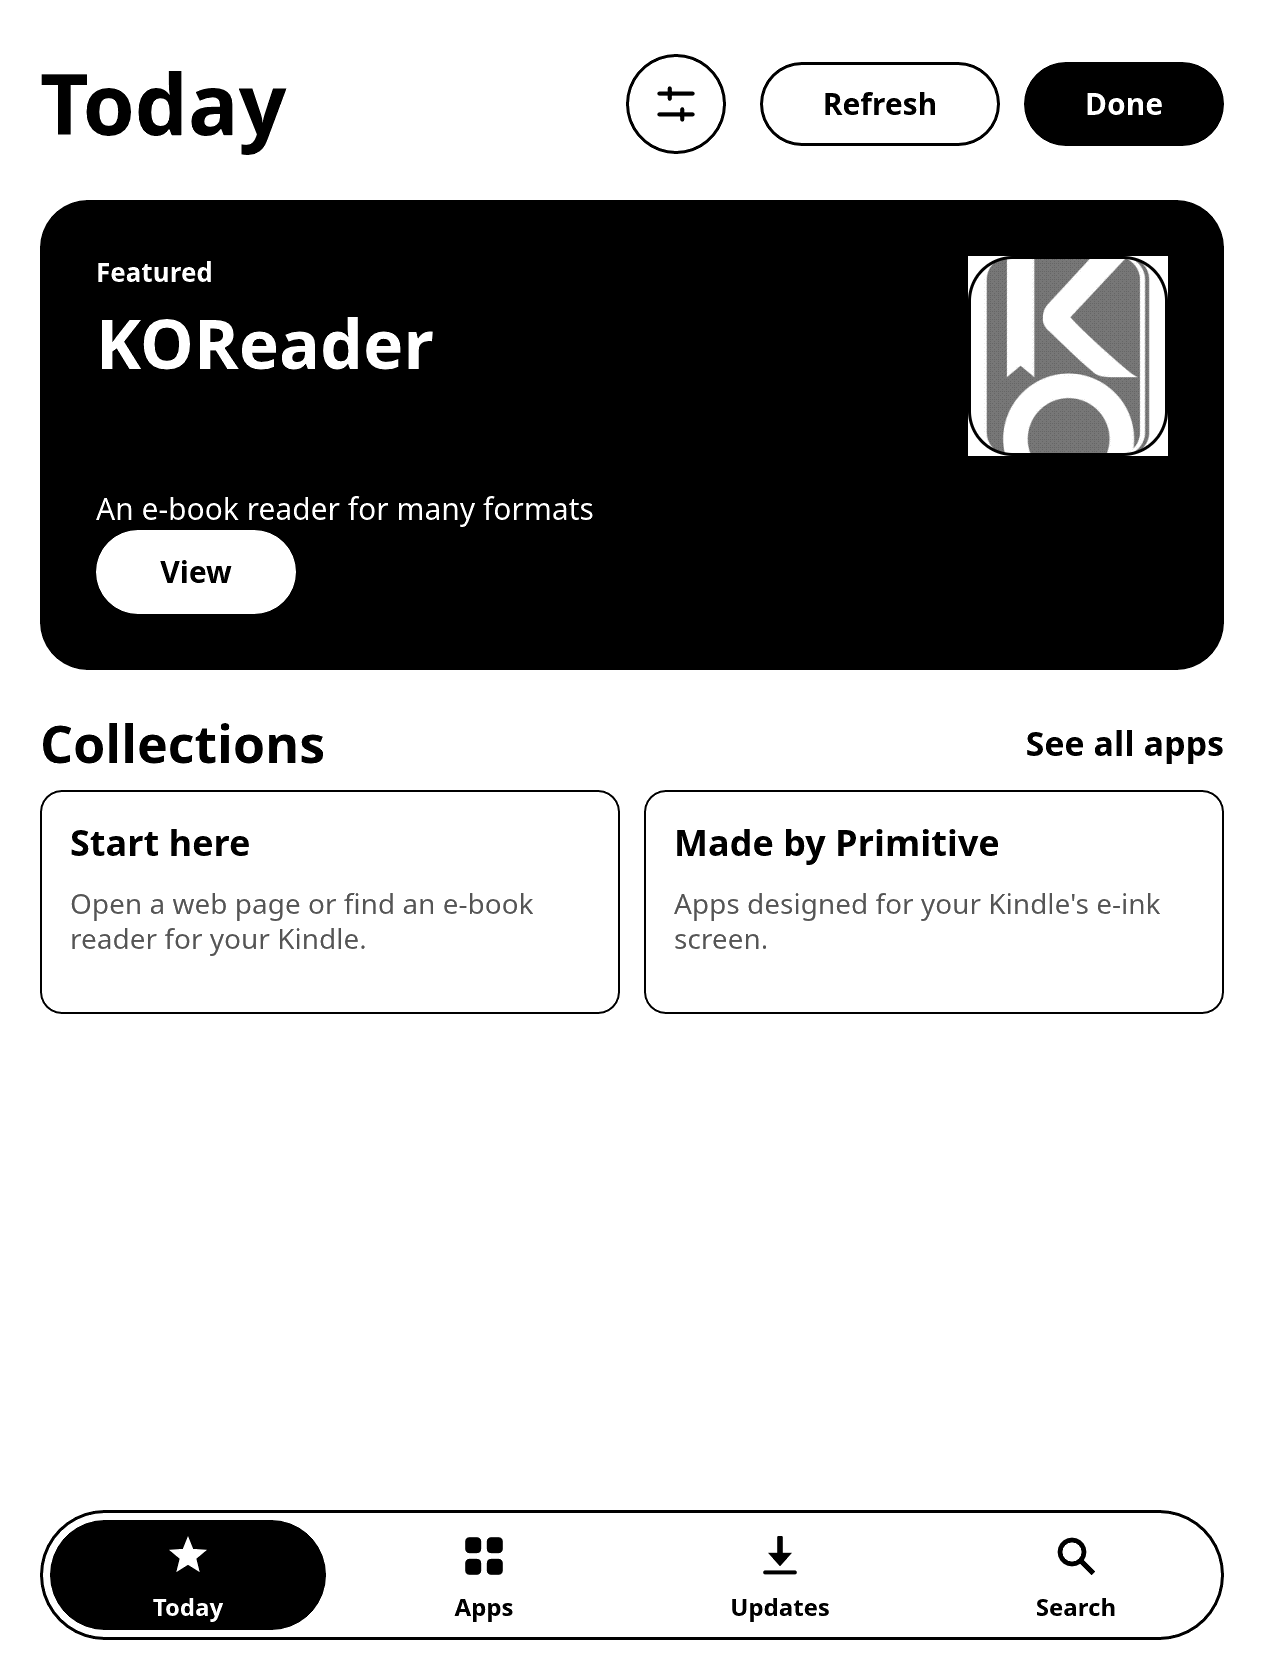 Today
Refresh
Done
Featured
KOReader
KO
An e-book reader for many formats
View
Collections
See all apps
Start here
Open a web page or find an e-book
reader for your Kindle.
Made by Primitive
Apps designed for your Kindle's e-ink
screen.
Today
Apps
Updates
Search